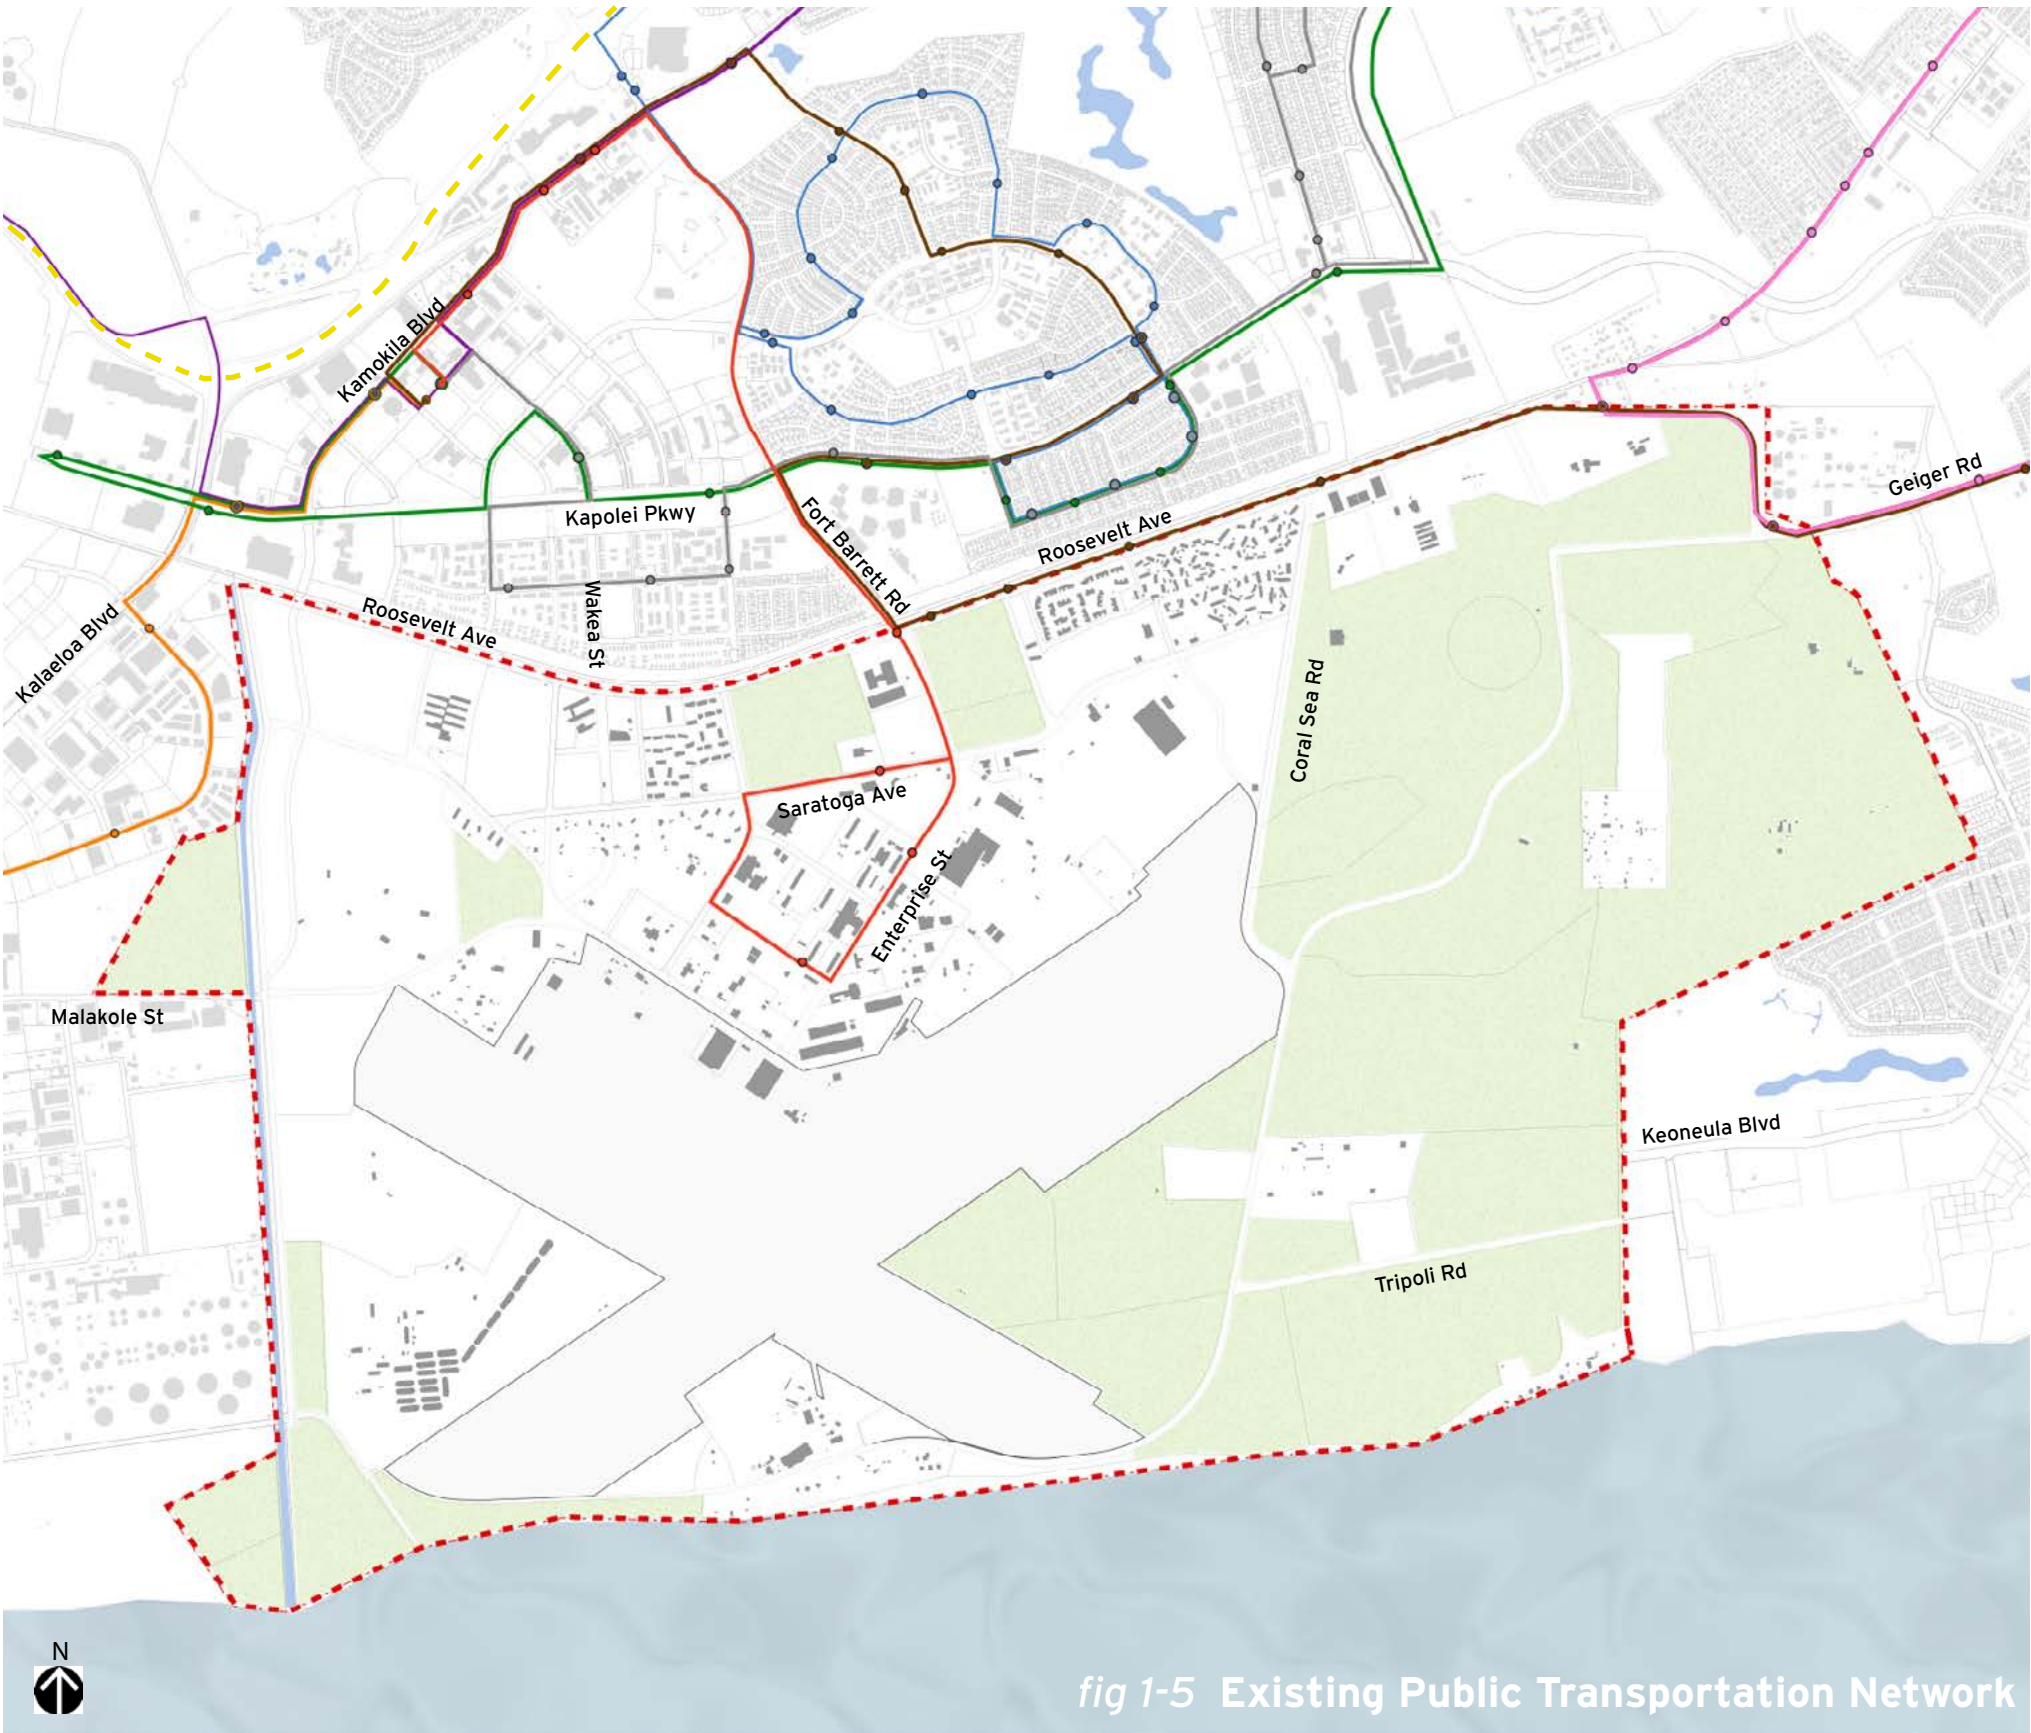 Kamokila Blvd
Geiger Rd
Kapolei Pkwy
Fort Barrett Rd
Roosevelt Ave
Wakea St
Roosevelt Ave
Kalaeloa Blvd
Coral Sea Rd
Saratoga Ave
Enterprise St
Malakole St
Keoneula Blvd
Tripoli Rd
N
fig 1-5 Existing Public Transportation Network